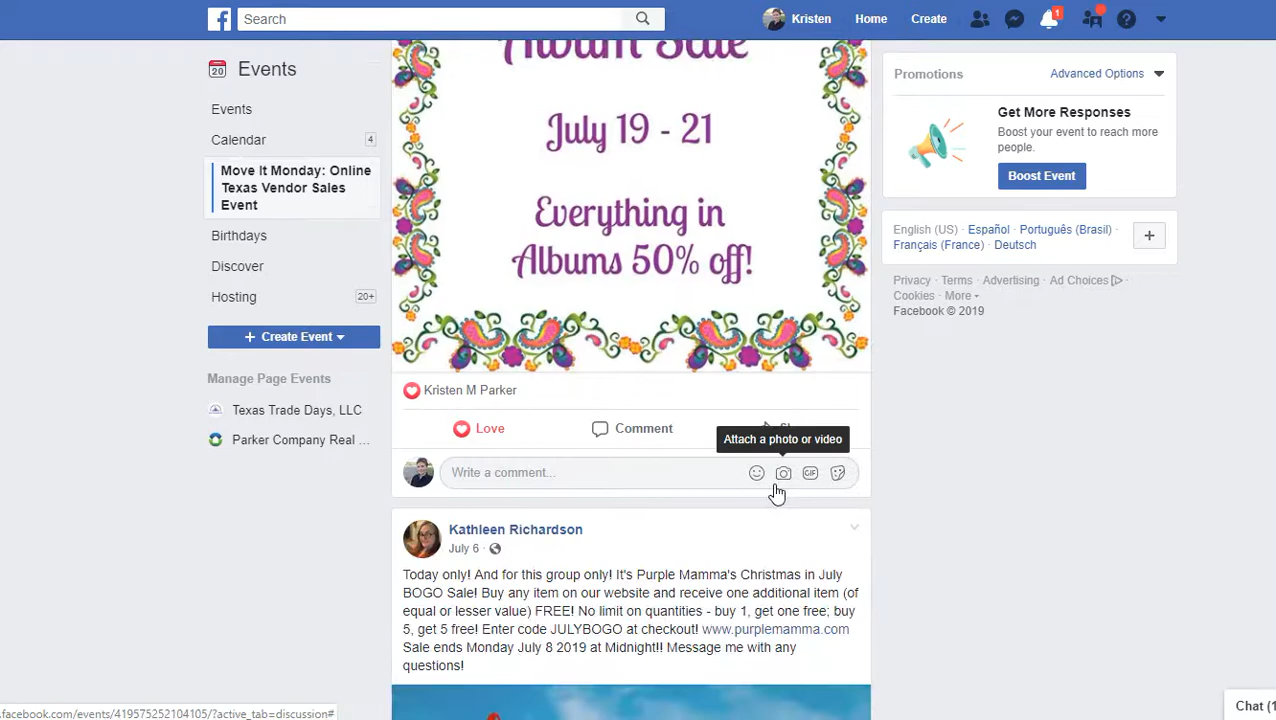 Search
Kristen
Home
Create
1
20
Events
Events
Calendar
4
Move It Monday: Online
Texas Vendor Sales
Event
Birthdays
Discover
Hosting
20+
Create Event
Manage Page Events
Texas Trade Days, LLC
Parker Company Real ...
Album Sale
July 19 - 21
Everything in
Albums 50% off!
Kristen M Parker
Love
Comment
Attach a photo or video
Write a comment...
GIF
Kathleen Richardson
July 6 ·
Today only! And for this group only! It's Purple Mamma's Christmas in July
BOGO Sale! Buy any item on our website and receive one additional item (of
equal or lesser value) FREE! No limit on quantities - buy 1, get one free; buy
5, get 5 free! Enter code JULYBOGO at checkout! www.purplemamma.com
Sale ends Monday July 8 2019 at Midnight!! Message me with any
questions!
Promotions
Advanced Options
Get More Responses
Boost your event to reach more
people.
Boost Event
English (US) · Español · Português (Brasil) ·
Français (France) · Deutsch
+
Privacy · Terms · Advertising · Ad Choices ·
Cookies · More
Facebook © 2019
.facebook.com/events/419575252104105/?active_tab=discussion#
Chat (1